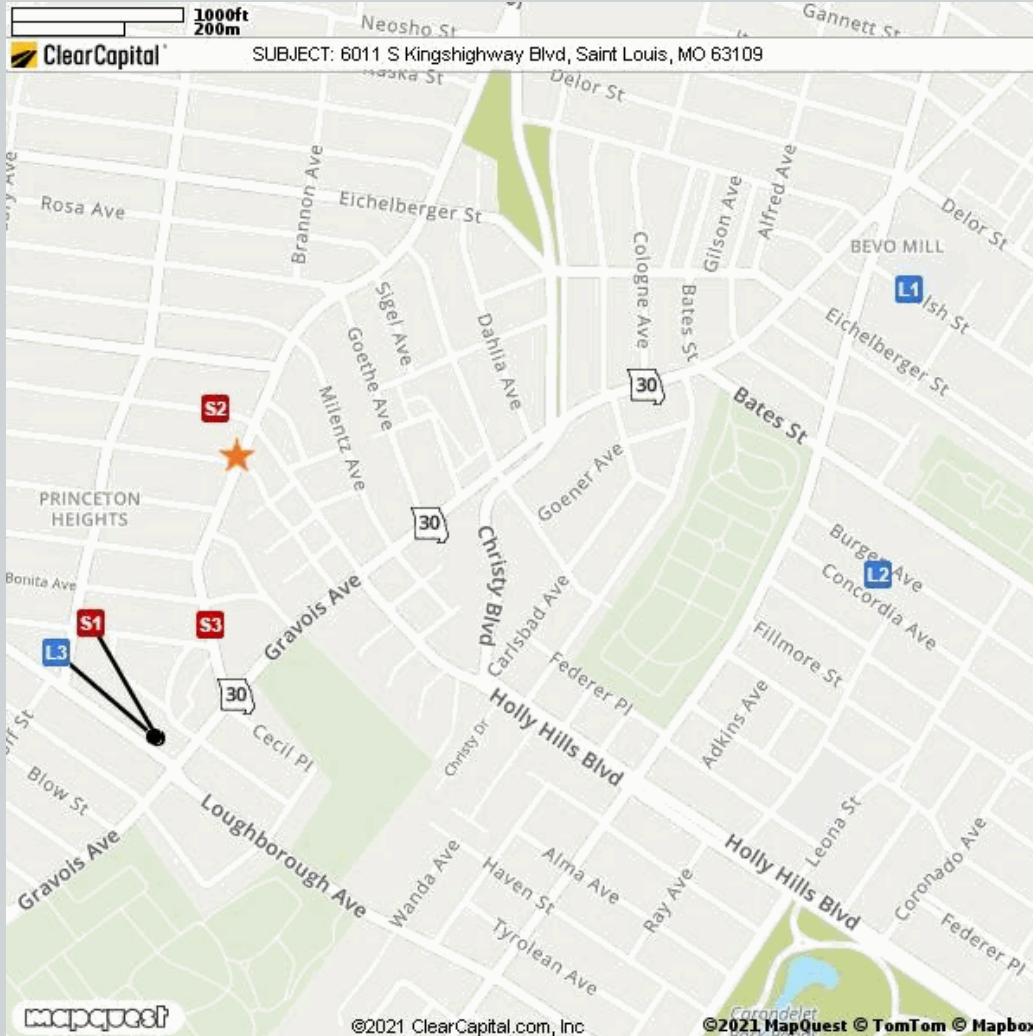 1000ft
200m
Neosho St
Gannett St
ClearCapital
SUBJECT: 6011 S Kingshighway Blvd, Saint Louis, MO 63109
Delor St
Brannon Ave
Rosa Ave
Eichelberger St
Gilson Ave
Alfred Ave
Delor St
Cologne Ave
BEVO MILL
L1
Sigel Ave
Bates St
Dahlia Ave
Eichelberger St
Goethe Ave
30
Milentz Ave
S2
Bates St
PRINCETON
HEIGHTS
Goener Ave
30
Christy Blvd
Burgen Ave
L2
Bonita Ave
Concordia Ave
Gravois Ave
Carlsbad Ave
S1
S3
L3
Fillmore St
Federer Pl
30
Holly Hills Blvd
Adkins Ave
Cecil Pl
Christy Dr
Blow St
Loughborough Ave
Leona St
Gravois Ave
Holly Hills Blvd
Coronado Ave
Wanda Ave
Haven St
Alma Ave
Ray Ave
Tyrolean Ave
Federer Pl
Carondelet
mapquest
©2021 ClearCapital.com, Inc
©2021 MapQuest © TomTom © Mapbo